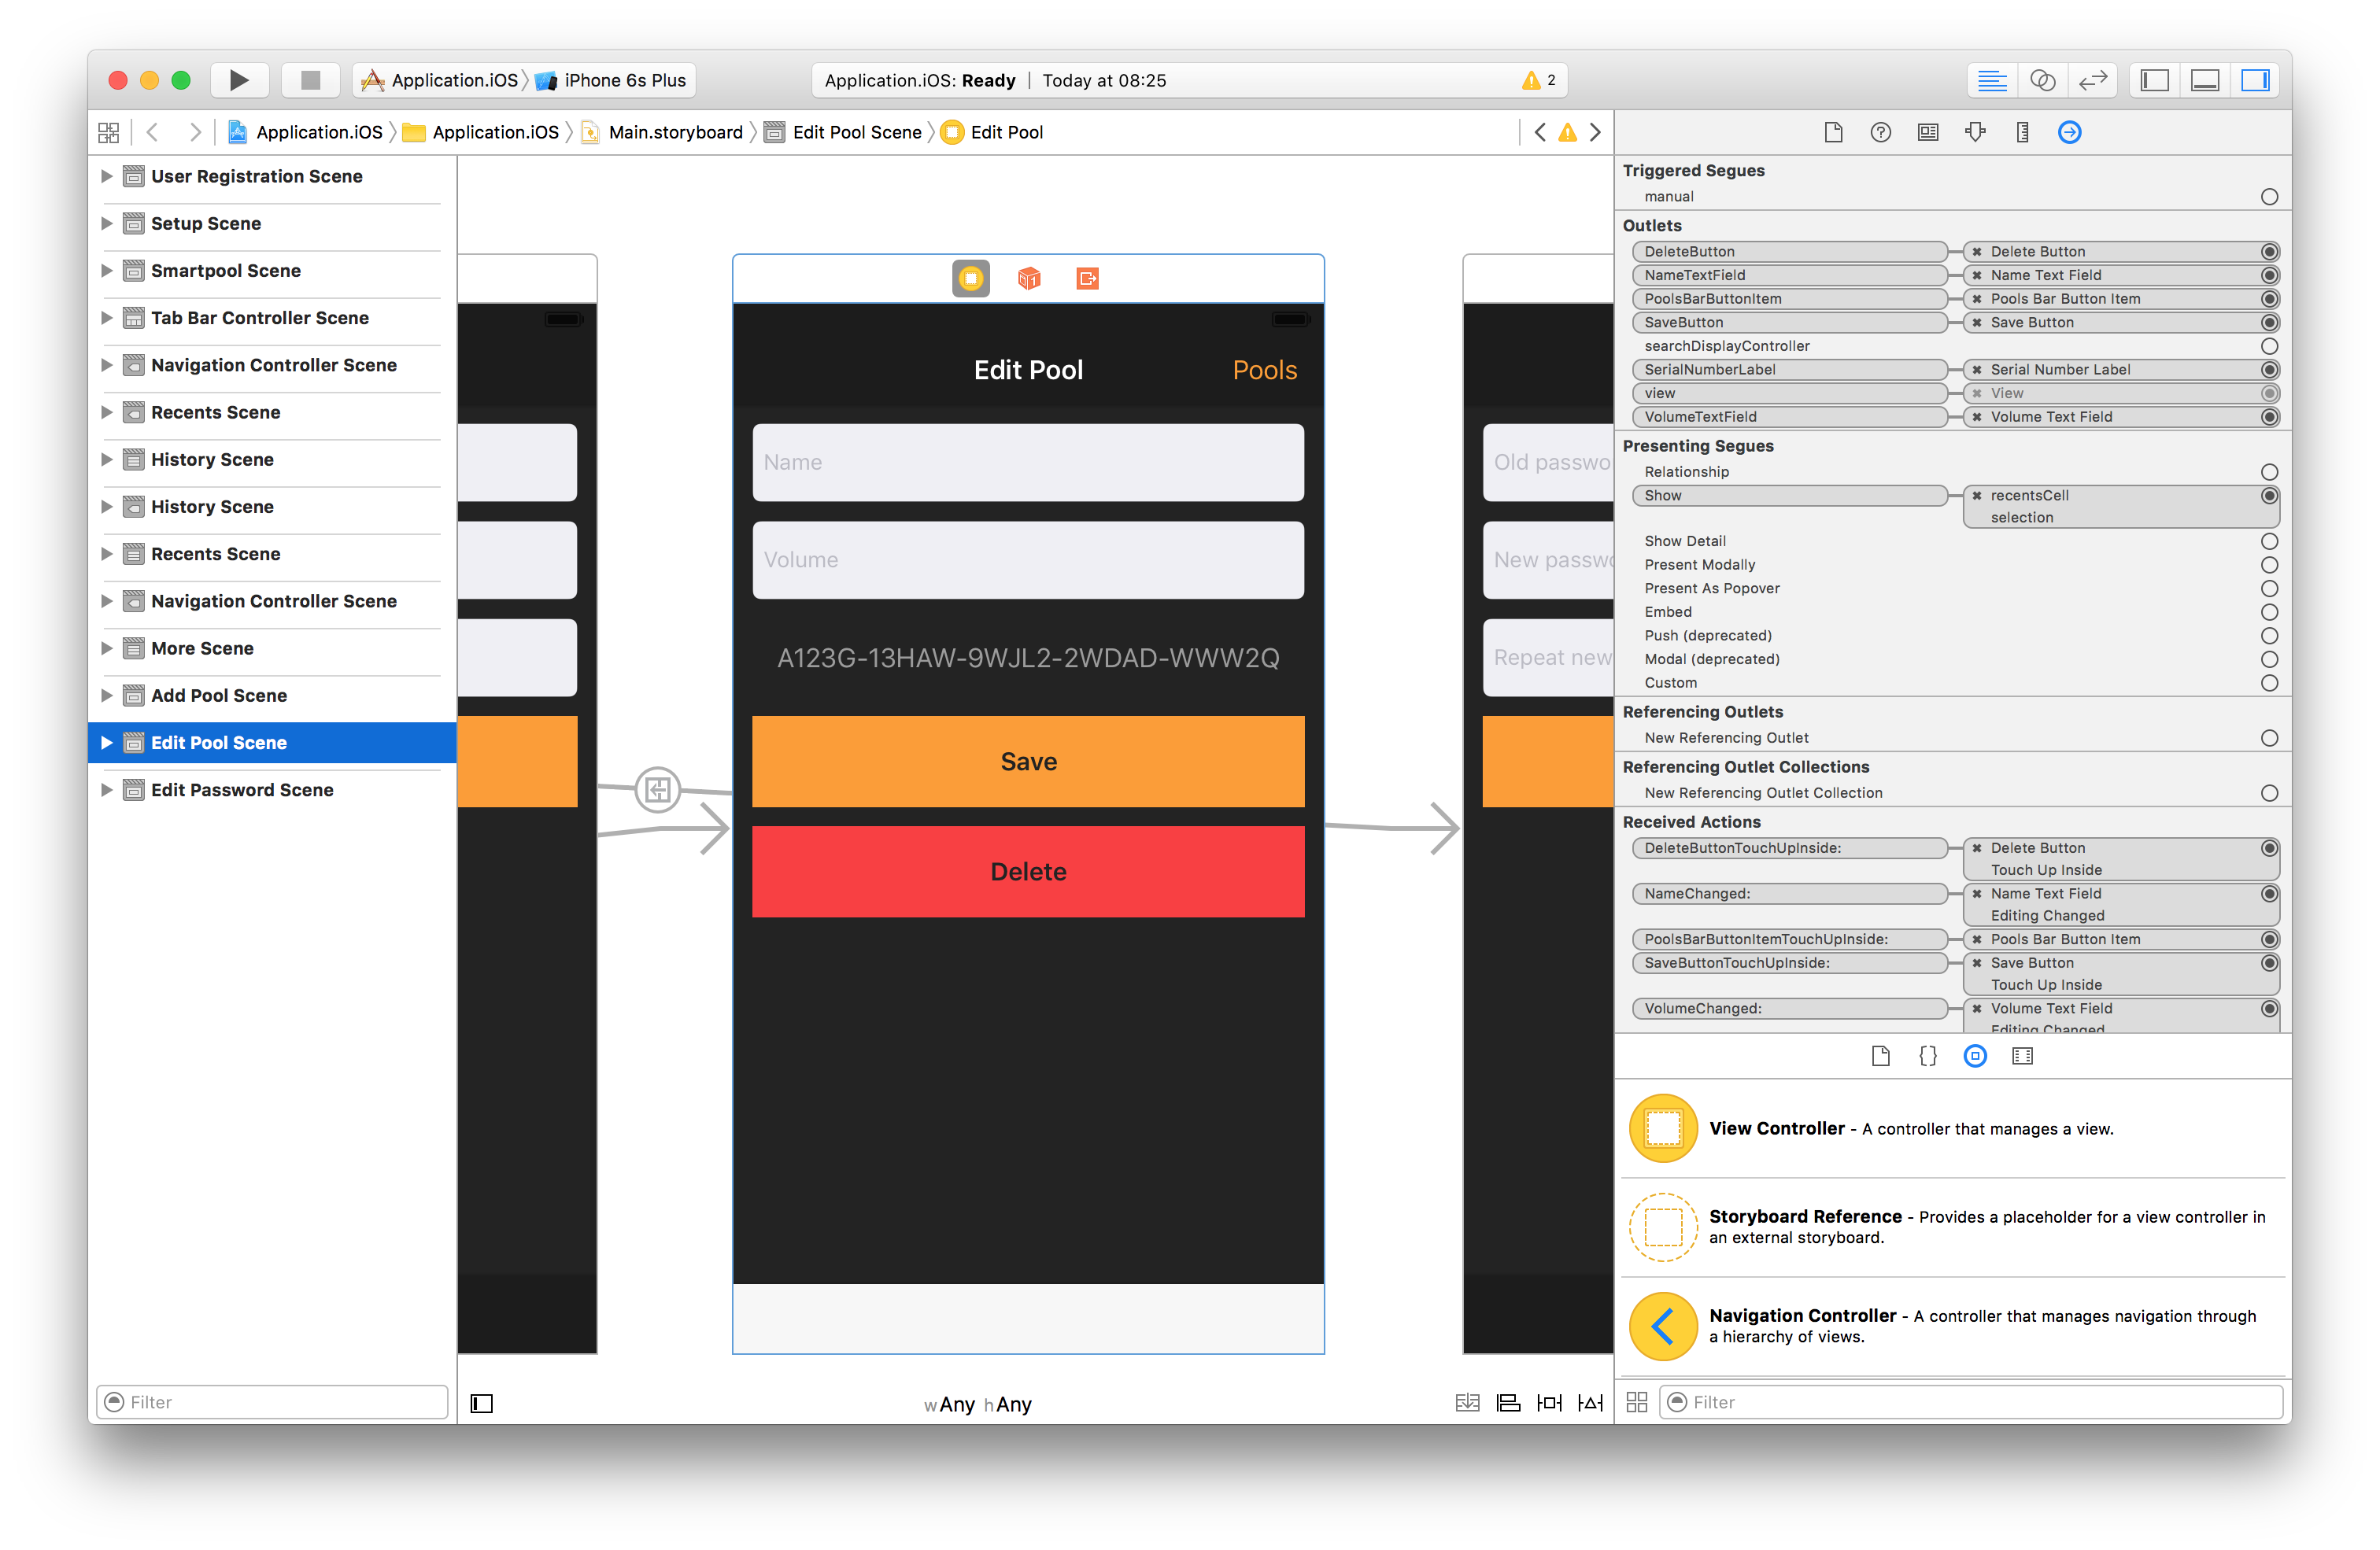 Application.iOS iPhone 6s Plus
Application.iOS: Ready Today at 08:25
2
Application.iOS Application.iOS Main.storyboard Edit Pool Scene Edit Pool
User Registration Scene
Setup Scene
Smartpool Scene
Tab Bar Controller Scene
Navigation Controller Scene
Recents Scene
History Scene
History Scene
Recents Scene
Navigation Controller Scene
More Scene
Add Pool Scene
Edit Pool Scene
Edit Password Scene
Filter
Edit Pool
Pools
Name
Volume
A123G-13HAW-9WJL2-2WDAD-WWW2Q
Save
Delete
Old passwo
New passwo
Repeat new
wAny hAny
Triggered Segues
manual
Outlets
DeleteButton Delete Button
NameTextField Name Text Field
PoolsBarButtonItem Pools Bar Button Item
SaveButton Save Button
searchDisplayController
SerialNumberLabel Serial Number Label
view View
VolumeTextField Volume Text Field
Presenting Segues
Relationship
Show recentsCell
selection
Show Detail
Present Modally
Present As Popover
Embed
Push (deprecated)
Modal (deprecated)
Custom
Referencing Outlets
New Referencing Outlet
Referencing Outlet Collections
New Referencing Outlet Collection
Received Actions
DeleteButtonTouchUpInside: Delete Button
Touch Up Inside
NameChanged: Name Text Field
Editing Changed
PoolsBarButtonItemTouchUpInside: Pools Bar Button Item
SaveButtonTouchUpInside: Save Button
Touch Up Inside
VolumeChanged: Volume Text Field
Editing Changed
View Controller - A controller that manages a view.
Storyboard Reference - Provides a placeholder for a view controller in
an external storyboard.
Navigation Controller - A controller that manages navigation through
a hierarchy of views.
Filter